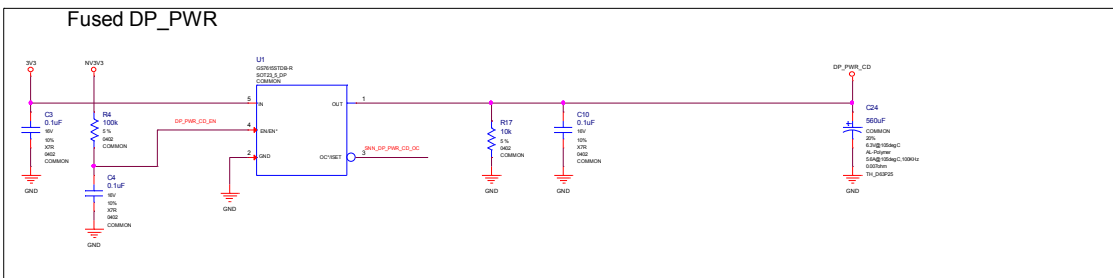 Fused DP_PWR
3V3
NV3V3
U1
GS7615STDB-R
SOT23_5_DP
COMMON
DP_PWR_CD
5
IN
OUT
1
C3
0.1uF
16V
10%
X7R
0402
COMMON
R4
100k
5 %
0402
COMMON
DP_PWR_CD_EN
4
EN/EN*
2
GND
OC*/ISET
3
SNN_DP_PWR_CD_OC
R17
10k
5 %
0402
COMMON
C10
0.1uF
16V
10%
X7R
0402
COMMON
C24
560uF
COMMON
20%
6.3V@105degC
AL-Polymer
5.6A@105degC,100KHz
0.007ohm
TH_D63P25
C4
0.1uF
16V
10%
X7R
0402
COMMON
GND
GND
GND
GND
GND
GND